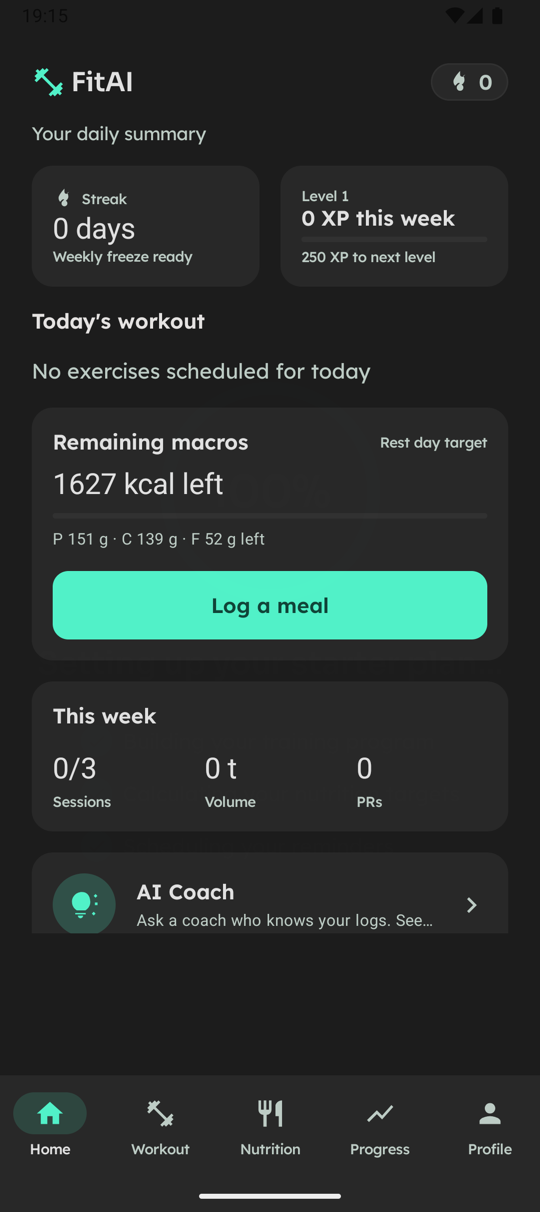 19:15
FitAI
0
Your daily summary
Streak
0 days
Weekly freeze ready
Level 1
0 XP this week
250 XP to next level
Today's workout
No exercises scheduled for today
Remaining macros
Rest day target
1627 kcal left
P 151 g · C 139 g · F 52 g left
Log a meal
This week
0/3
0 t
0
Sessions
Volume
PRs
AI Coach
Ask a coach who knows your logs. See…
Home
Workout
Nutrition
Progress
Profile